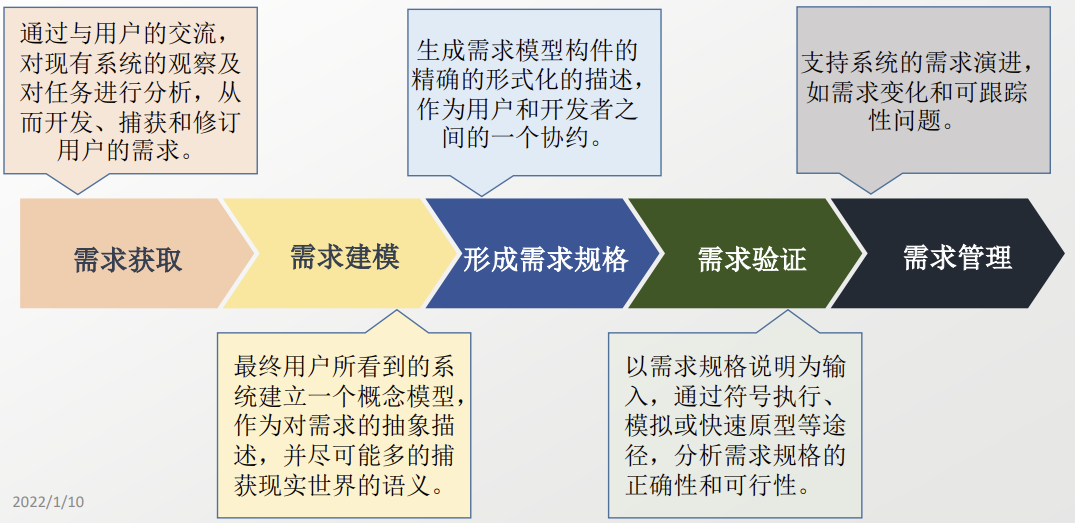 通过与用户的交流，
对现有系统的观察及
对任务进行分析，从
而开发、捕获和修订
用户的需求。
生成需求模型构件的
精确的形式化的描述，
作为用户和开发者之
间的一个协约。
支持系统的需求演进，
如需求变化和可跟踪
性问题。
需求获取
需求建模
形成需求规格
需求验证
需求管理
最终用户所看到的系
统建立一个概念模型，
作为对需求的抽象描
述，并尽可能多的捕
获现实世界的语义。
以需求规格说明为输
入，通过符号执行、
模拟或快速原型等途
径，分析需求规格的
正确性和可行性。
2022/1/10